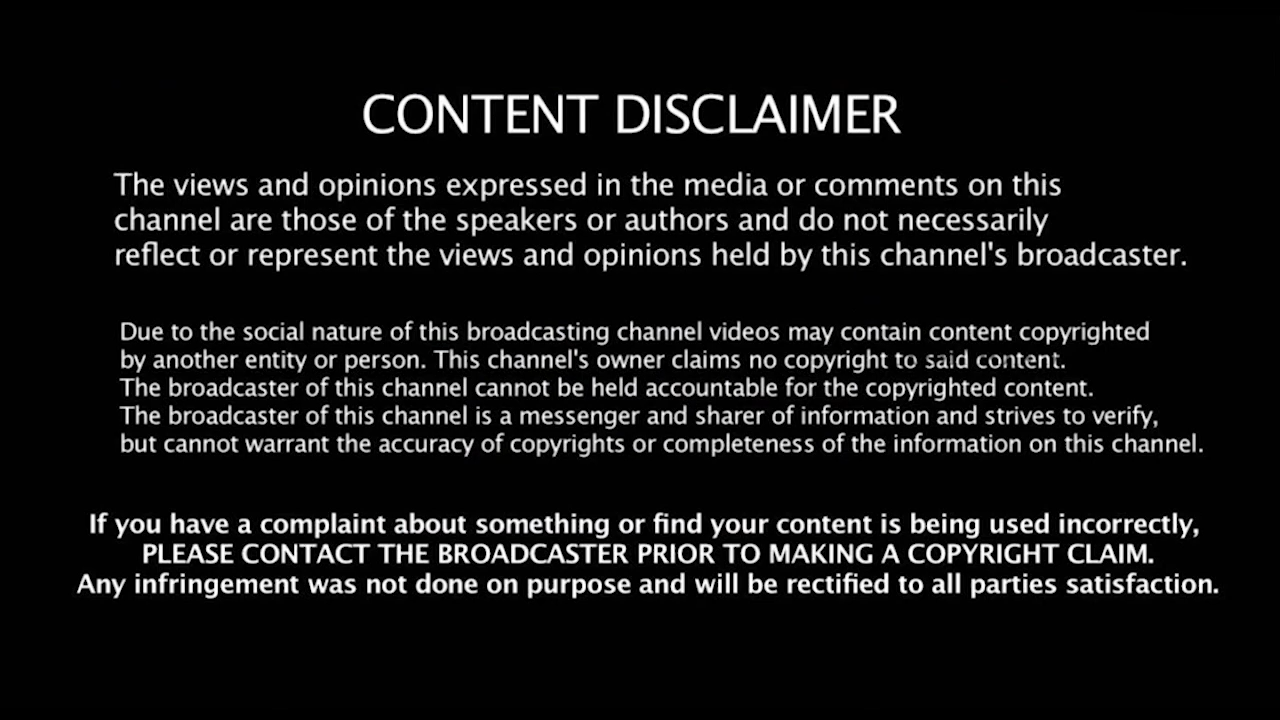 CONTENT DISCLAIMER
The views and opinions expressed in the media or comments on this
channel are those of the speakers or authors and do not necessarily
reflect or represent the views and opinions held by this channel's broadcaster.
Due to the social nature of this broadcasting channel videos may contain content copyrighted
by another entity or person. This channel's owner claims no copyright to said content.
The broadcaster of this channel cannot be held accountable for the copyrighted content.
The broadcaster of this channel is a messenger and sharer of information and strives to verify,
but cannot warrant the accuracy of copyrights or completeness of the information on this channel.
If you have a complaint about something or find your content is being used incorrectly,
PLEASE CONTACT THE BROADCASTER PRIOR TO MAKING A COPYRIGHT CLAIM.
Any infringement was not done on purpose and will be rectified to all parties satisfaction.